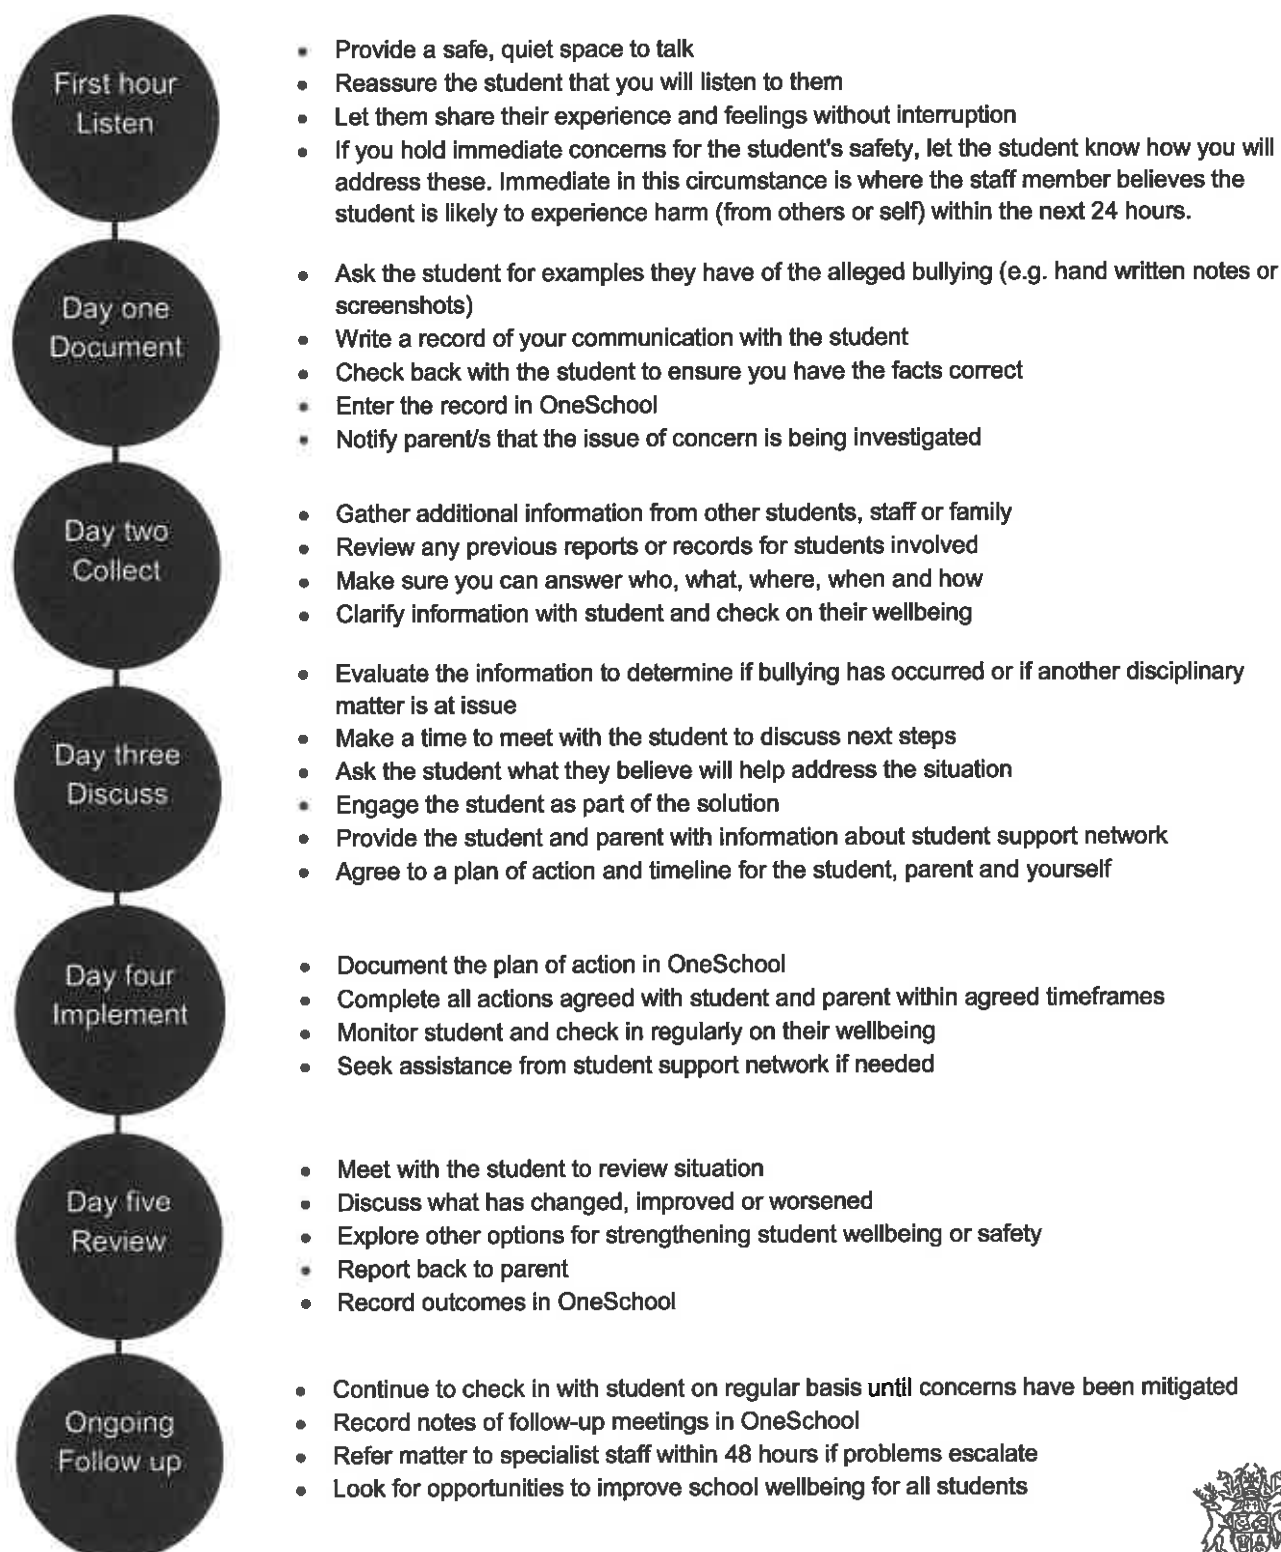 First hour
Listen
• Provide a safe, quiet space to talk
• Reassure the student that you will listen to them
• Let them share their experience and feelings without interruption
• If you hold immediate concerns for the student's safety, let the student know how you will
address these. Immediate in this circumstance is where the staff member believes the
student is likely to experience harm (from others or self) within the next 24 hours.
Day one
Document
• Ask the student for examples they have of the alleged bullying (e.g. hand written notes or
screenshots)
• Write a record of your communication with the student
• Check back with the student to ensure you have the facts correct
• Enter the record in OneSchool
• Notify parent/s that the issue of concern is being investigated
Day two
Collect
• Gather additional information from other students, staff or family
• Review any previous reports or records for students involved
• Make sure you can answer who, what, where, when and how
• Clarify information with student and check on their wellbeing
Day three
Discuss
• Evaluate the information to determine if bullying has occurred or if another disciplinary
matter is at issue
• Make a time to meet with the student to discuss next steps
• Ask the student what they believe will help address the situation
• Engage the student as part of the solution
• Provide the student and parent with information about student support network
• Agree to a plan of action and timeline for the student, parent and yourself
Day four
Implement
• Document the plan of action in OneSchool
• Complete all actions agreed with student and parent within agreed timeframes
• Monitor student and check in regularly on their wellbeing
• Seek assistance from student support network if needed
Day five
Review
• Meet with the student to review situation
• Discuss what has changed, improved or worsened
• Explore other options for strengthening student wellbeing or safety
• Report back to parent
• Record outcomes in OneSchool
Ongoing
Follow up
• Continue to check in with student on regular basis until concerns have been mitigated
• Record notes of follow-up meetings in OneSchool
• Refer matter to specialist staff within 48 hours if problems escalate
• Look for opportunities to improve school wellbeing for all students